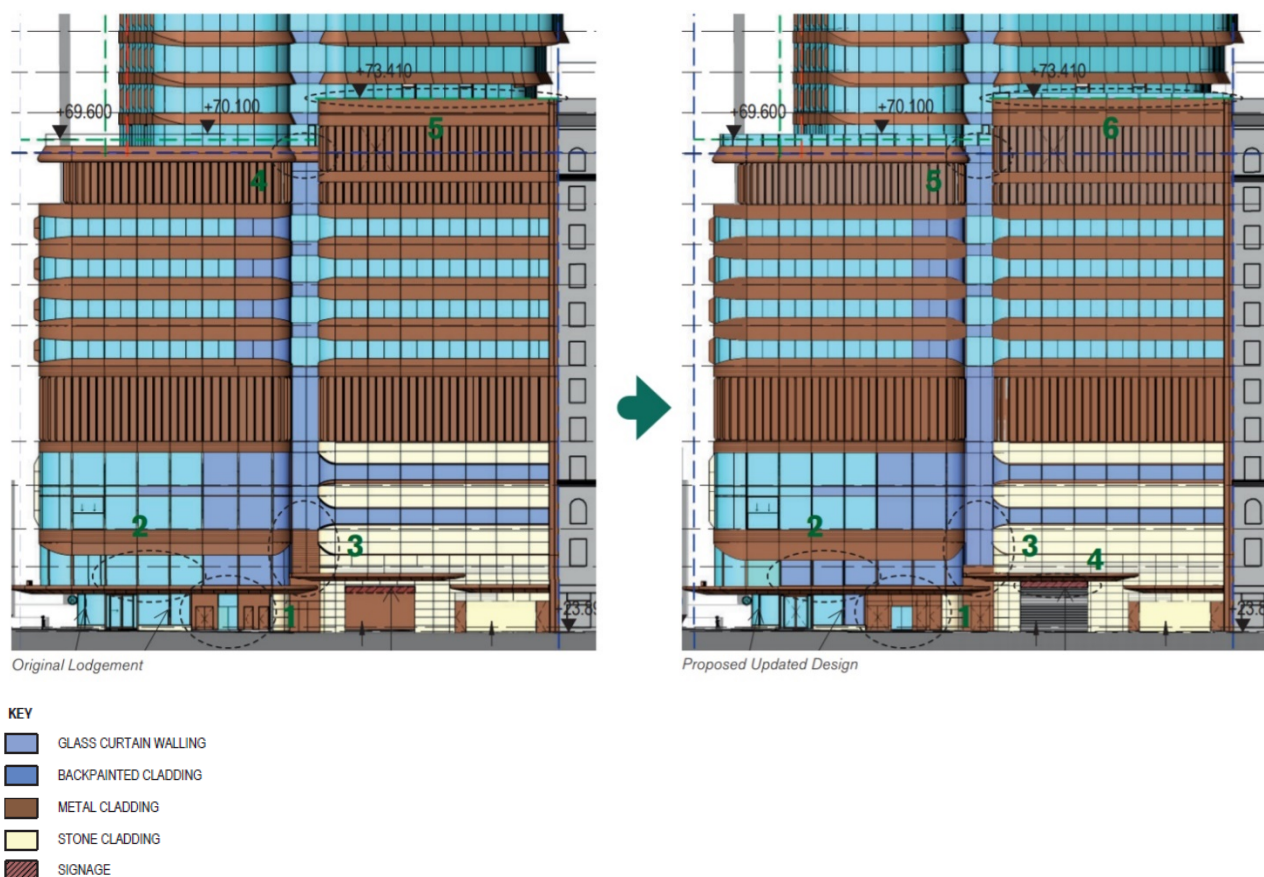 +73.410
+69.600
+70.100
5
4
2
3
1
Original Lodgement
+73.410
+69.600
+70.100
6
5
2
3
4
1
Proposed Updated Design
KEY
GLASS CURTAIN WALLING
BACKPAINTED CLADDING
METAL CLADDING
STONE CLADDING
SIGNAGE